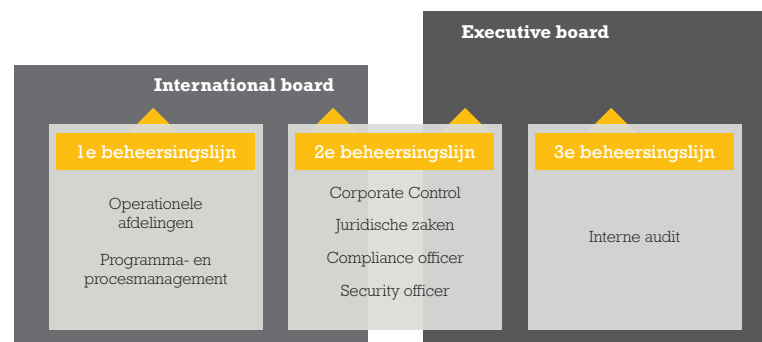 Executive board
International board
1e beheersingslijn
Operationele
afdelingen
Programma- en
procesmanagement
2e beheersingslijn
Corporate Control
Juridische zaken
Compliance officer
Security officer
3e beheersingslijn
Interne audit